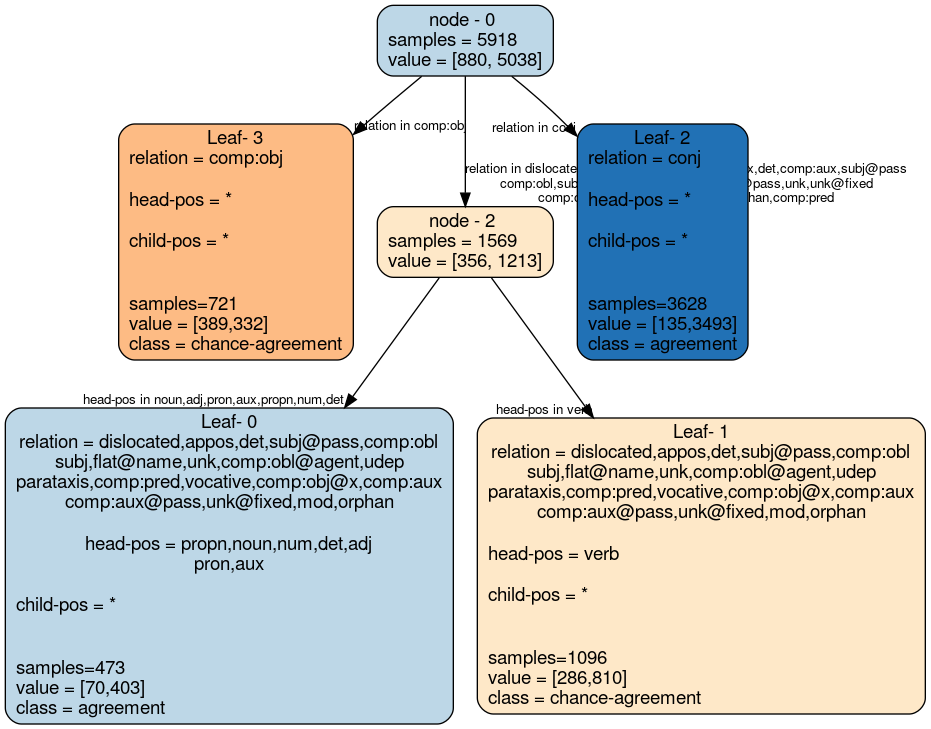 node - 0
samples = 5918
value = [880, 5038]
relation in comp:obj
relation in conj
relation in dislocated
x,det,comp:aux,subj@pass
comp:obl,sub
@pass,unk,unk@fixed
han,comp:pred
Leaf- 3
relation = comp:obj
head-pos = *
child-pos = *
samples=721
value = [389,332]
class = chance-agreement
node - 2
samples = 1569
value = [356, 1213]
Leaf- 2
relation = conj
head-pos = *
child-pos = *
samples=3628
value = [135,3493]
class = agreement
head-pos in noun,adj,pron,aux,propn,num,det
head-pos in verb
Leaf- 0
relation = dislocated,appos,det,subj@pass,comp:obl
subj,flat@name,unk,comp:obl@agent,udep
parataxis,comp:pred,vocative,comp:obj@x,comp:aux
comp:aux@pass,unk@fixed,mod,orphan
head-pos = propn,noun,num,det,adj
pron,aux
child-pos = *
samples=473
value = [70,403]
class = agreement
Leaf- 1
relation = dislocated,appos,det,subj@pass,comp:obl
subj,flat@name,unk,comp:obl@agent,udep
parataxis,comp:pred,vocative,comp:obj@x,comp:aux
comp:aux@pass,unk@fixed,mod,orphan
head-pos = verb
child-pos = *
samples=1096
value = [286,810]
class = chance-agreement